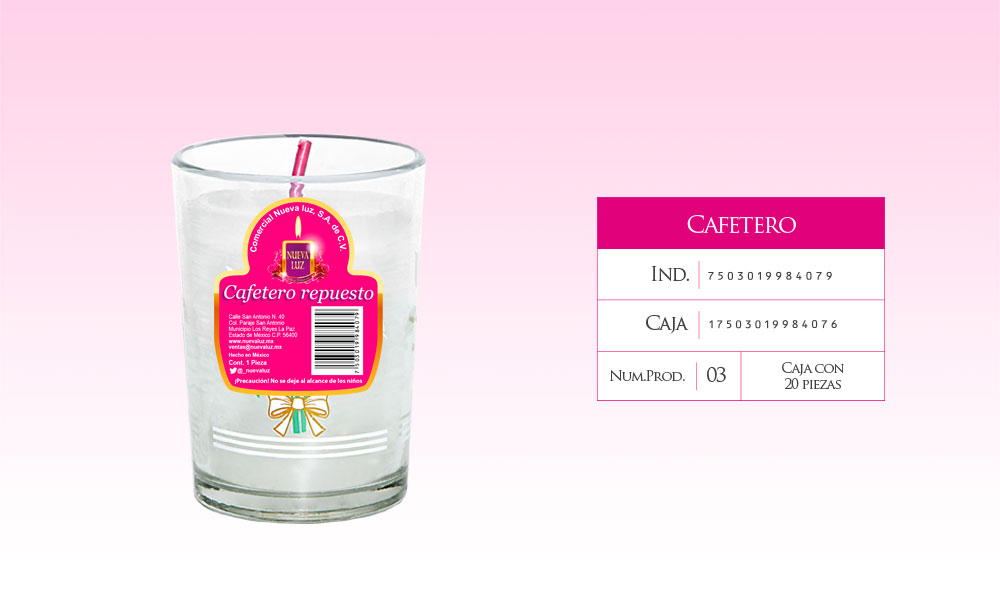 Comercial Nueva luz, S.A. de C.V.
NUEVA
LUZ
Cafetero repuesto
Calle San Antonio N. 40
Col. Paraje San Antonio
Municipio Los Reyes La Paz
Estado de México C.P. 56400
www.nuevaluz.mx
ventas@nuevaluz.mx
Hecho en México
Cont. 1 Pieza
@_nuevaluz
7503019984079
¡Precaución! No se deje al alcance de los niños
CAFETERO
IND. 7503019984079
CAJA 17503019984076
NUM.PROD. 03
CAJA CON
20 PIEZAS